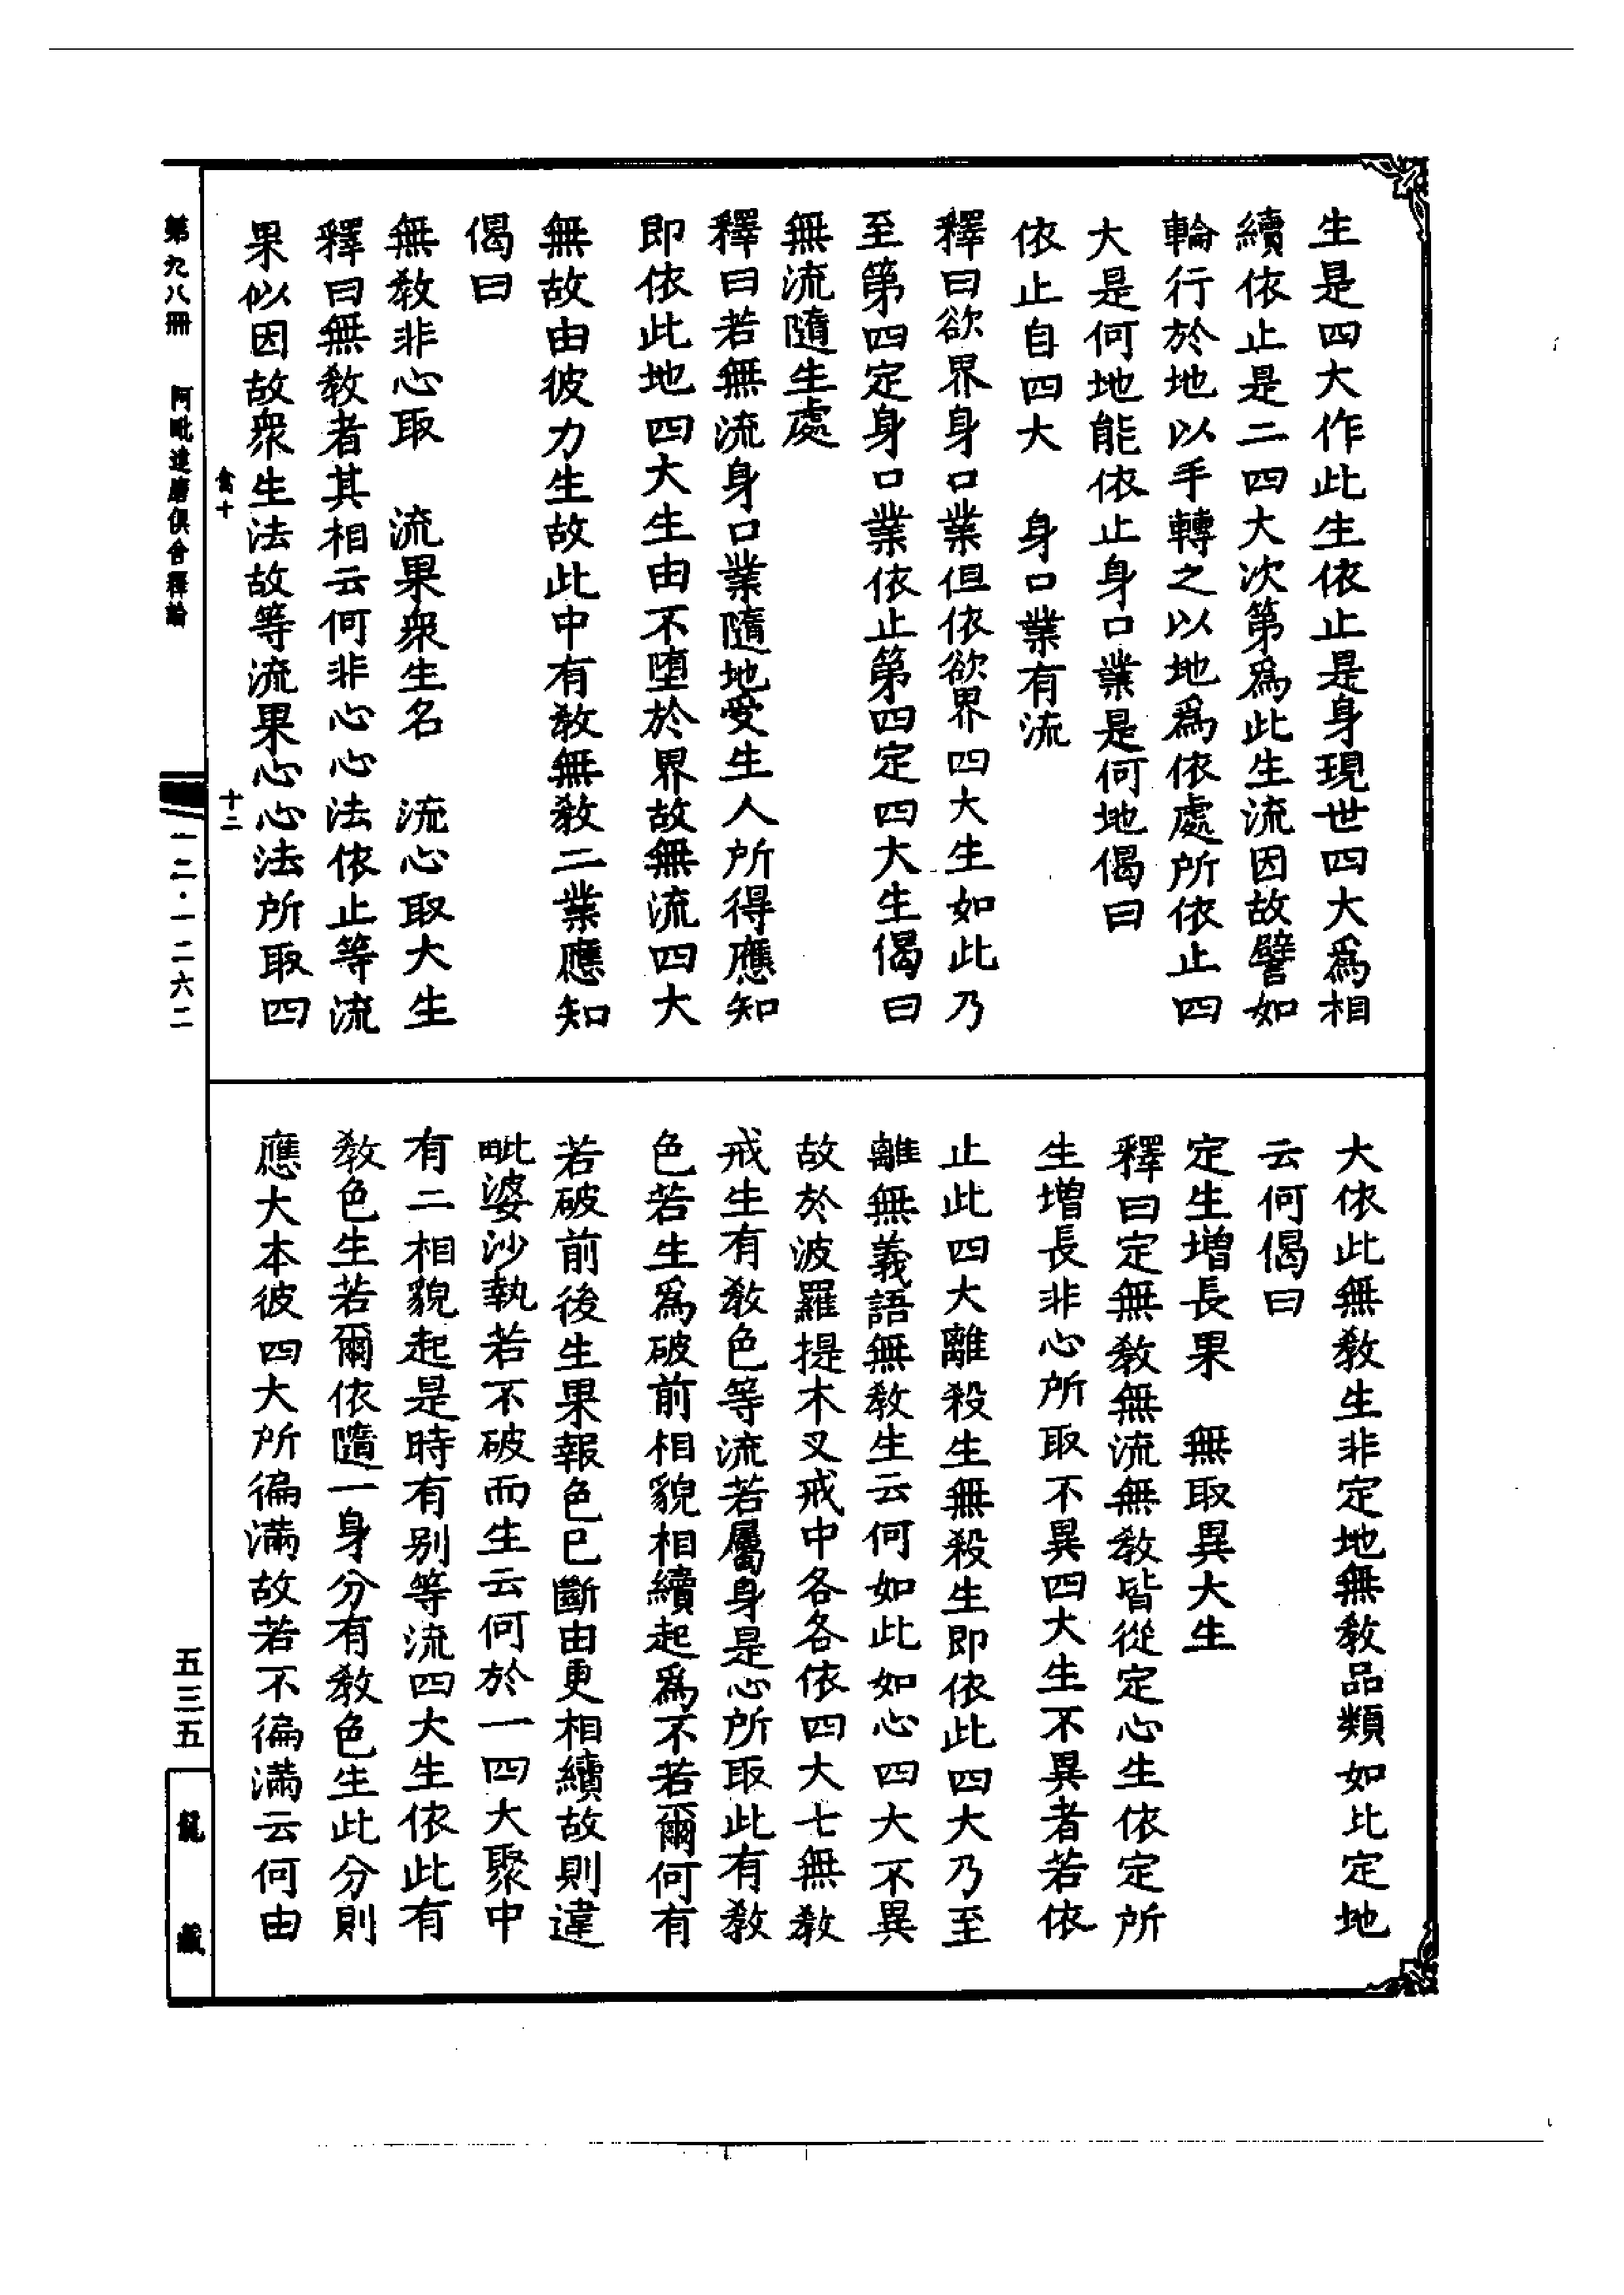 生是四大作此生依止是身現世四大爲相
續依止是二四大次第爲此生流因故譬如
輪行於地以手轉之以地爲依處所依止四
大是何地能依止身口業是何地偈曰
依止自四大　身口業有流
釋曰欲界身口業但依欲界四大生如此乃
至第四定身口業依止第四定四大生偈曰
無流隨生處
釋曰若無流身口業隨地受生人所得應知
即依此地四大生由不墮於界故無流四大
無故由彼力生故此中有教無教二業應知
偈曰
無教非心取　流果衆生名　流心取大生
釋曰無教者其相云何非心心法依止等流
果似因故衆生法故等流果心心法所取四
禽十　十二
大依此無教生非定地無教品類如此定地
云何偈曰
定生增長果　無取異大生
釋曰定無教無流無教皆從定心生依定所
生增長非心所取不異四大生不異者若依
止此四大離殺生無殺生即依此四大乃至
離無義語無教生云何如此如心四大不異
故於波羅提木叉戒中各各依四大七無教
戒生有教色等流若屬身是心所取此有教
色若生爲破前相貌相續起爲不若爾何有
若破前後生果報色已斷由更相續故則違
毗婆沙執若不破而生云何於一四大聚中
有二相貌起是時有別等流四大生依此有
教色生若爾依隨一身分有教色生此分則
應大本彼四大所徧滿故若不徧滿云何由
第九八冊　阿毗達磨俱舍釋論
一二·一二六二
五三五
龍藏